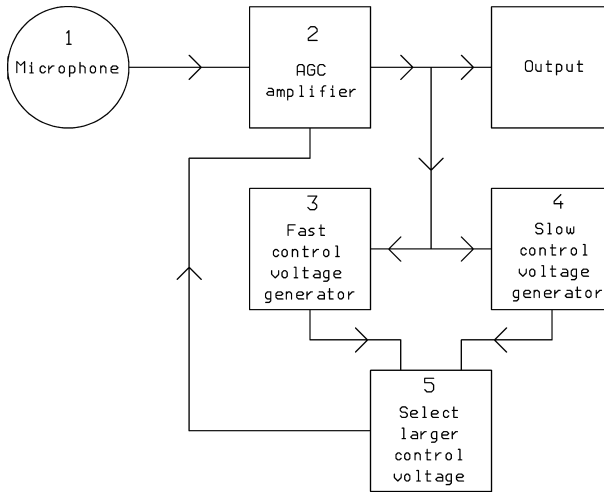 1
Microphone
2
AGC
amplifier
Output
3
Fast
control
voltage
generator
4
Slow
control
voltage
generator
5
Select
larger
control
voltage